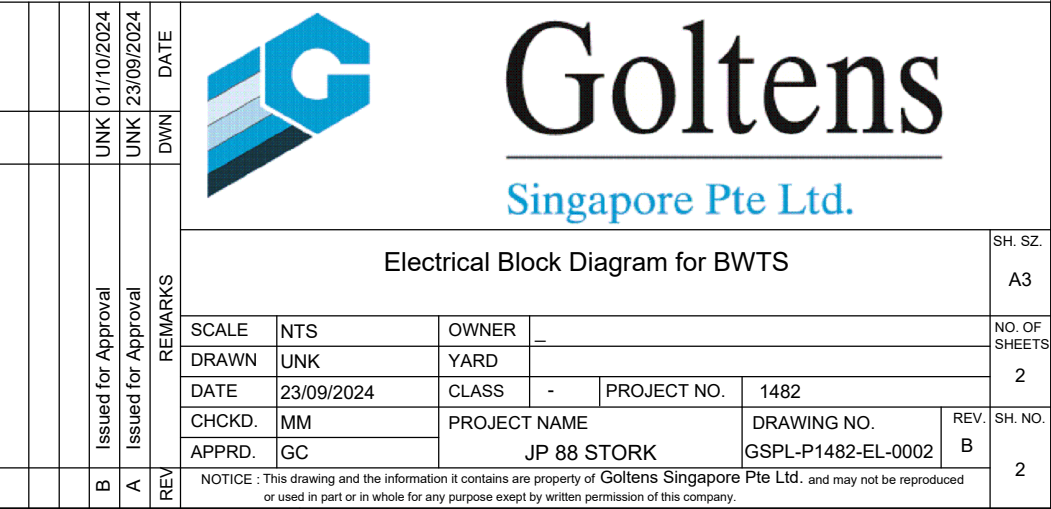 Goltens
Singapore Pte Ltd.
Electrical Block Diagram for BWTS
SH. SZ.
A3
SCALE NTS OWNER _
NO. OF
SHEETS
2
DRAWN UNK YARD
DATE 23/09/2024 CLASS - PROJECT NO. 1482
CHCKD. MM PROJECT NAME DRAWING NO. REV. SH. NO.
APPRD. GC JP 88 STORK GSPL-P1482-EL-0002 B
2
NOTICE : This drawing and the information it contains are property of Goltens Singapore Pte Ltd. and may not be reproduced
or used in part or in whole for any purpose exept by written permission of this company.
B Issued for Approval UNK 01/10/2024
A Issued for Approval UNK 23/09/2024
REV REMARKS DWN DATE